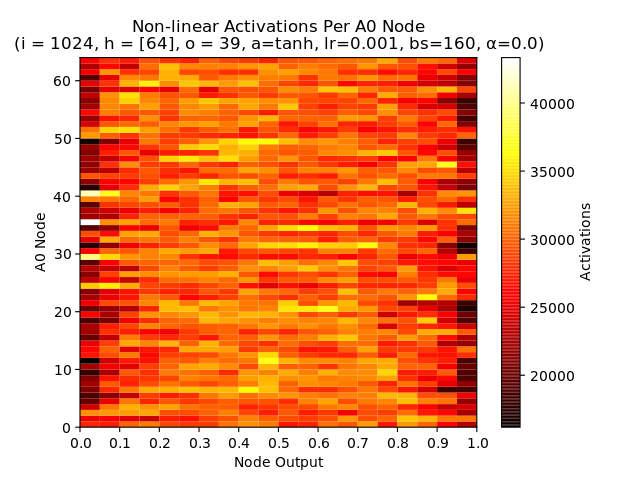 Non-linear Activations Per A0 Node
(i = 1024, h = [64], o = 39, a=tanh, lr=0.001, bs=160, α=0.0)
A0 Node
60
50
40
30
20
10
0
0.0 0.1 0.2 0.3 0.4 0.5 0.6 0.7 0.8 0.9 1.0
Node Output
40000
35000
30000
25000
20000
Activations